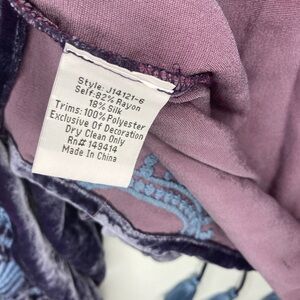 Style: J14121-6
Self:82% Rayon
18% Silk
Trims: 100% Polyester
Exclusive Of Decoration
Dry Clean Only
Rn# 149414
Made In China